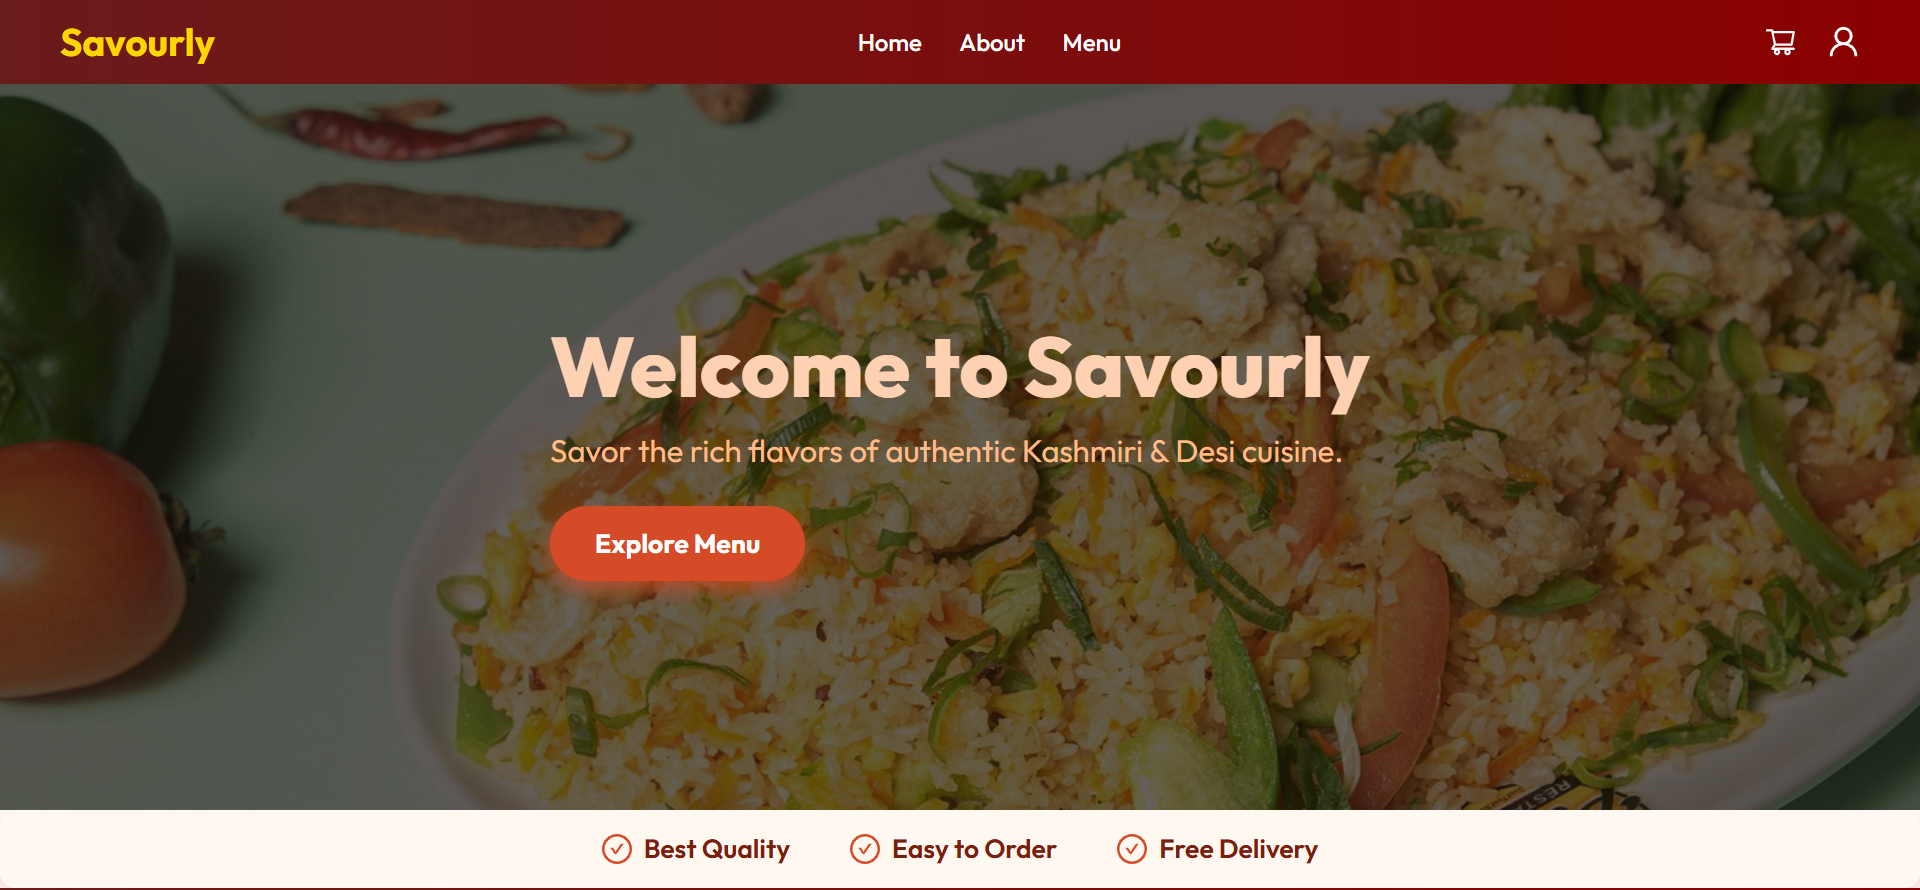 Savourly
Home About Menu
Welcome to Savourly
Savor the rich flavors of authentic Kashmiri & Desi cuisine.
Explore Menu
Best Quality Easy to Order Free Delivery